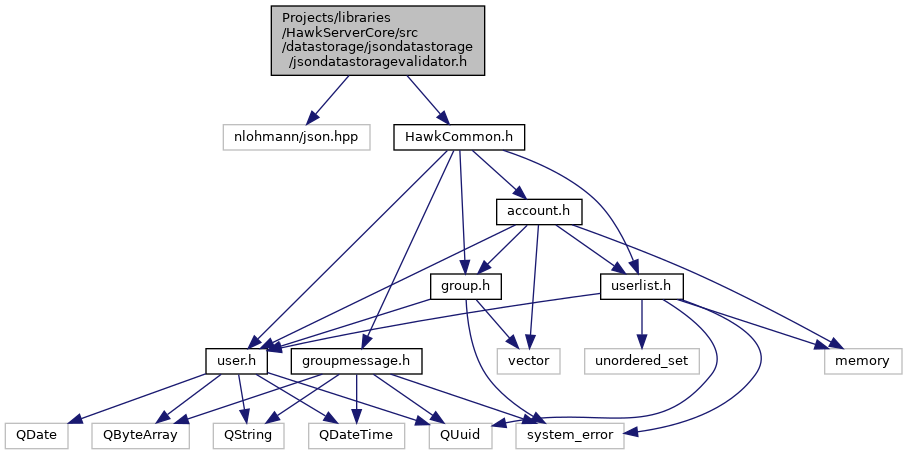 Projects/libraries
/HawkServerCore/src
/datastorage/jsondatastorage
/jsondatastoragevalidator.h
nlohmann/json.hpp
HawkCommon.h
account.h
group.h
userlist.h
user.h
groupmessage.h
vector
unordered_set
memory
QDate
QByteArray
QString
QDateTime
QUuid
system_error